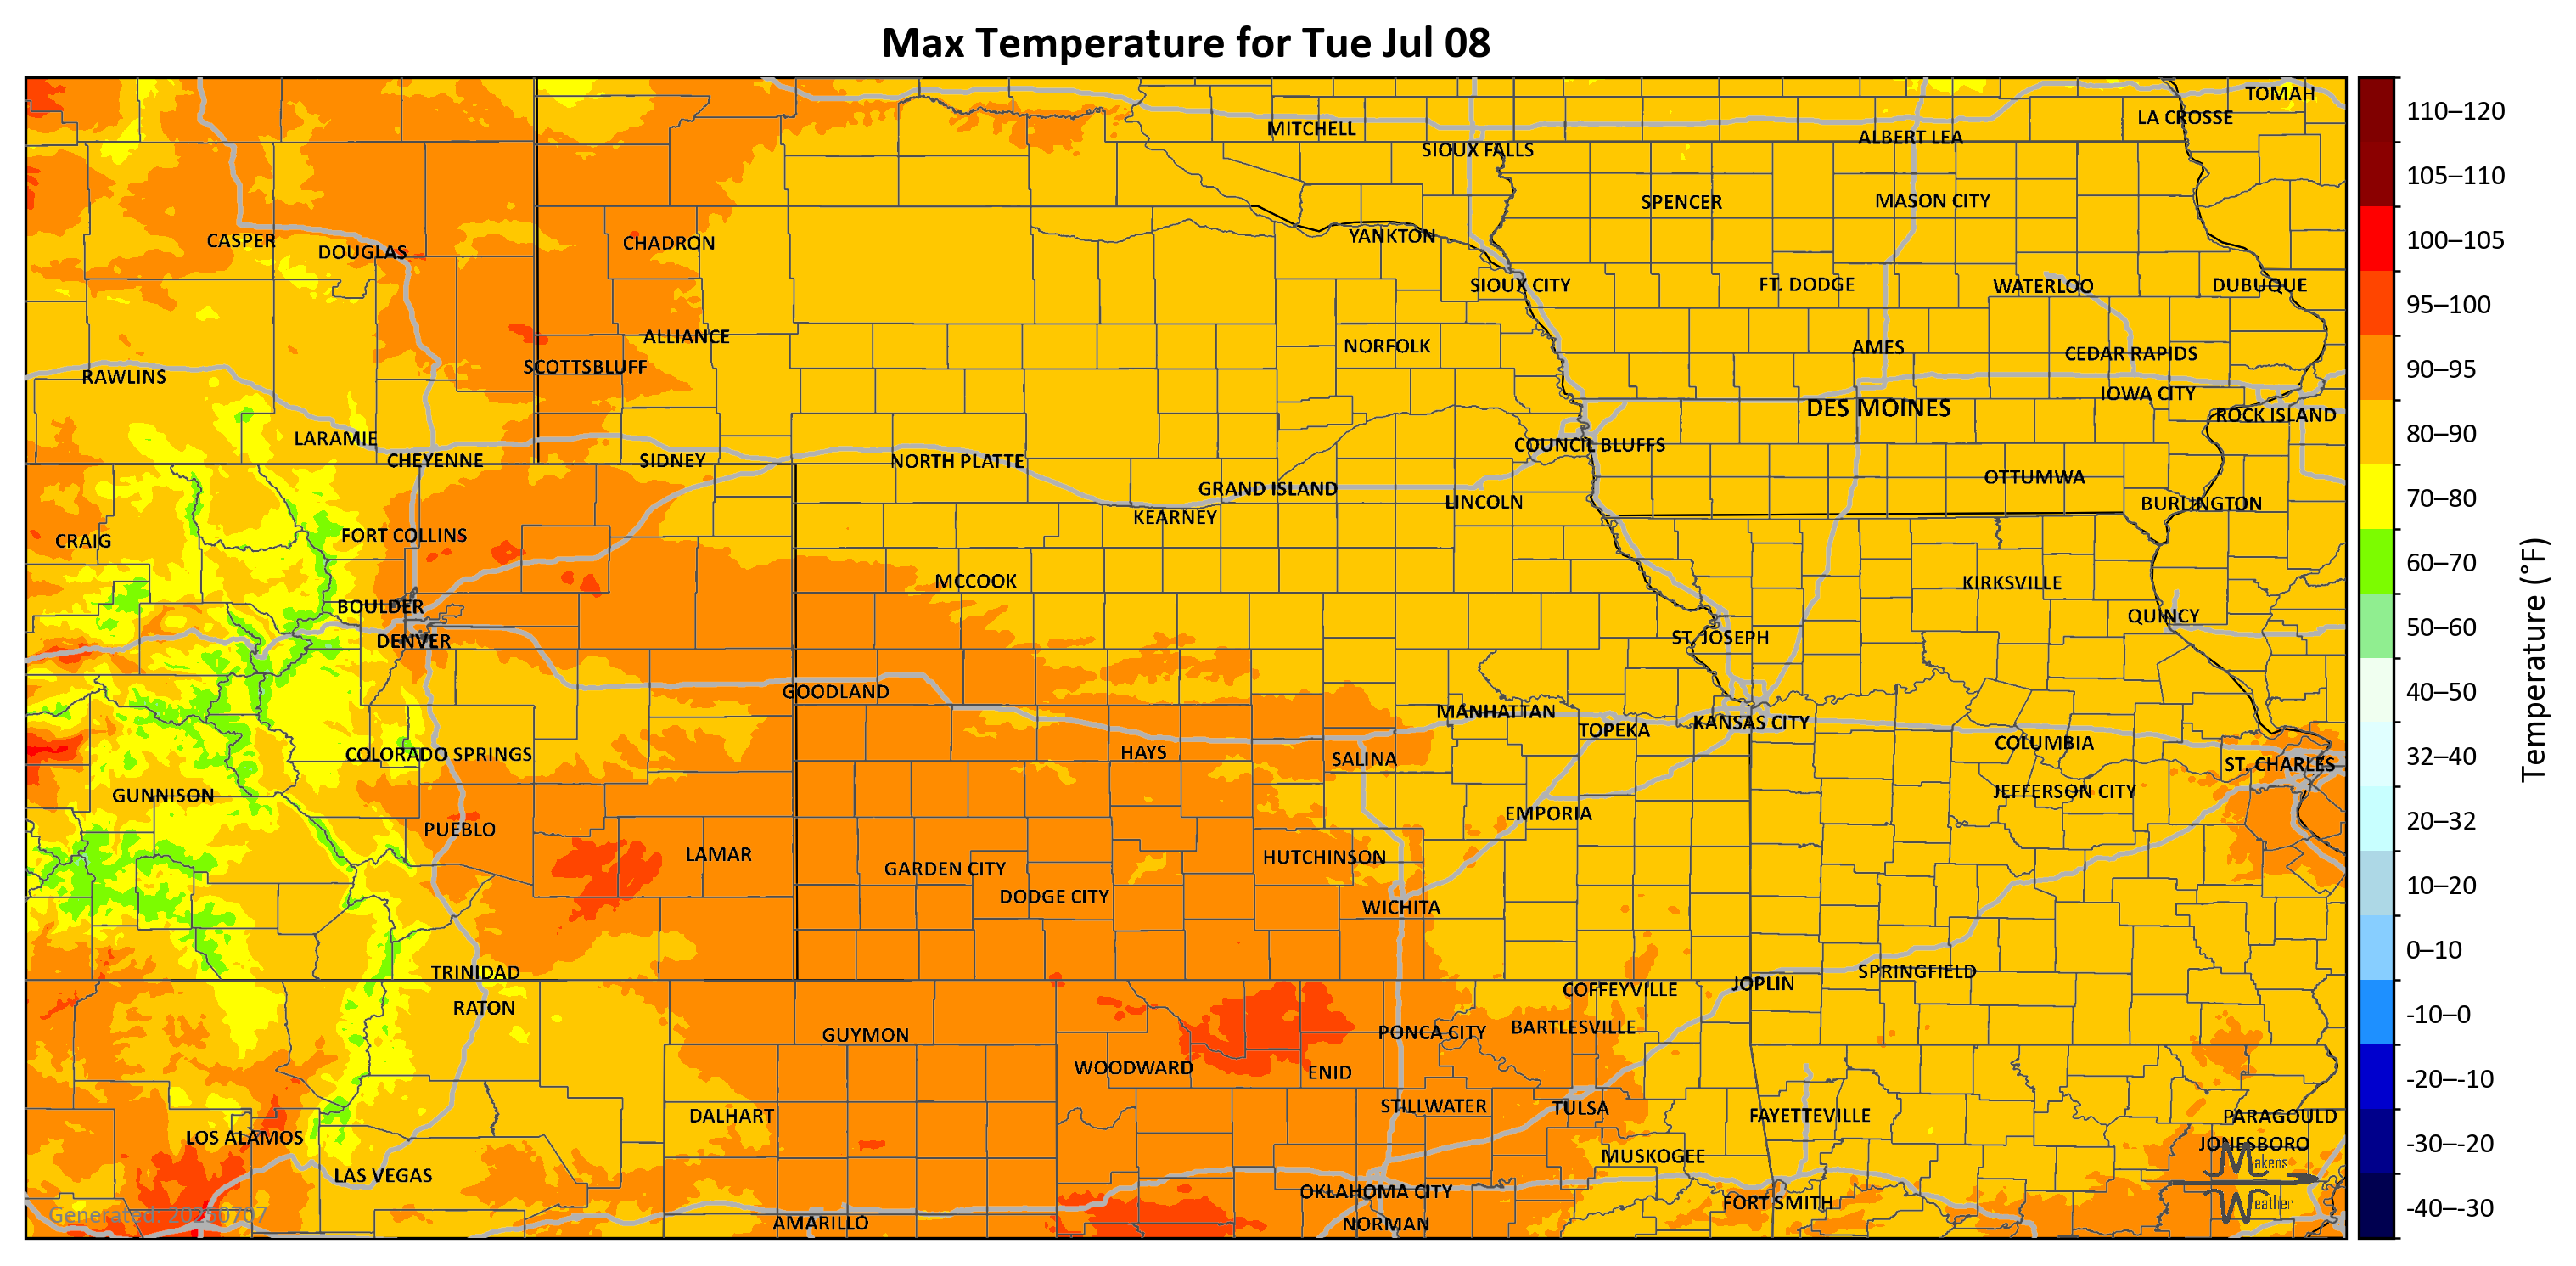 Max Temperature for Tue Jul 08
TOMAH
LA CROSSE
MITCHELL
ALBERT LEA
SIOUX FALLS
SPENCER
MASON CITY
CASPER
DOUGLAS
CHADRON
YANKTON
SIOUX CITY
FT. DODGE
WATERLOO
DUBUQUE
ALLIANCE
NORFOLK
AMES
CEDAR RAPIDS
RAWLINS
SCOTTSBLUFF
IOWA CITY
DES MOINES
ROCK ISLAND
LARAMIE
COUNCIL BLUFFS
CHEYENNE
SIDNEY
NORTH PLATTE
OTTUMWA
GRAND ISLAND
LINCOLN
BURLINGTON
KEARNEY
CRAIG
FORT COLLINS
MCCOOK
KIRKSVILLE
BOULDER
QUINCY
DENVER
ST. JOSEPH
GOODLAND
MANHATTAN
TOPEKA
KANSAS CITY
COLORADO SPRINGS
HAYS
SALINA
COLUMBIA
ST. CHARLES
GUNNISON
JEFFERSON CITY
PUEBLO
EMPORIA
LAMAR
GARDEN CITY
HUTCHINSON
DODGE CITY
WICHITA
TRINIDAD
SPRINGFIELD
JOPLIN
COFFEYVILLE
RATON
GUYMON
PONCA CITY
BARTLESVILLE
WOODWARD
ENID
DALHART
STILLWATER
TULSA
FAYETTEVILLE
PARAGOULD
LOS ALAMOS
JONESBORO
LAS VEGAS
MUSKOGEE
OKLAHOMA CITY
FORT SMITH
AMARILLO
NORMAN
Generated: 20250707
Makens
Weather
110–120
105–110
100–105
95–100
90–95
80–90
70–80
60–70
50–60
40–50
32–40
20–32
10–20
0–10
-10–0
-20–-10
-30–-20
-40–-30
Temperature (°F)